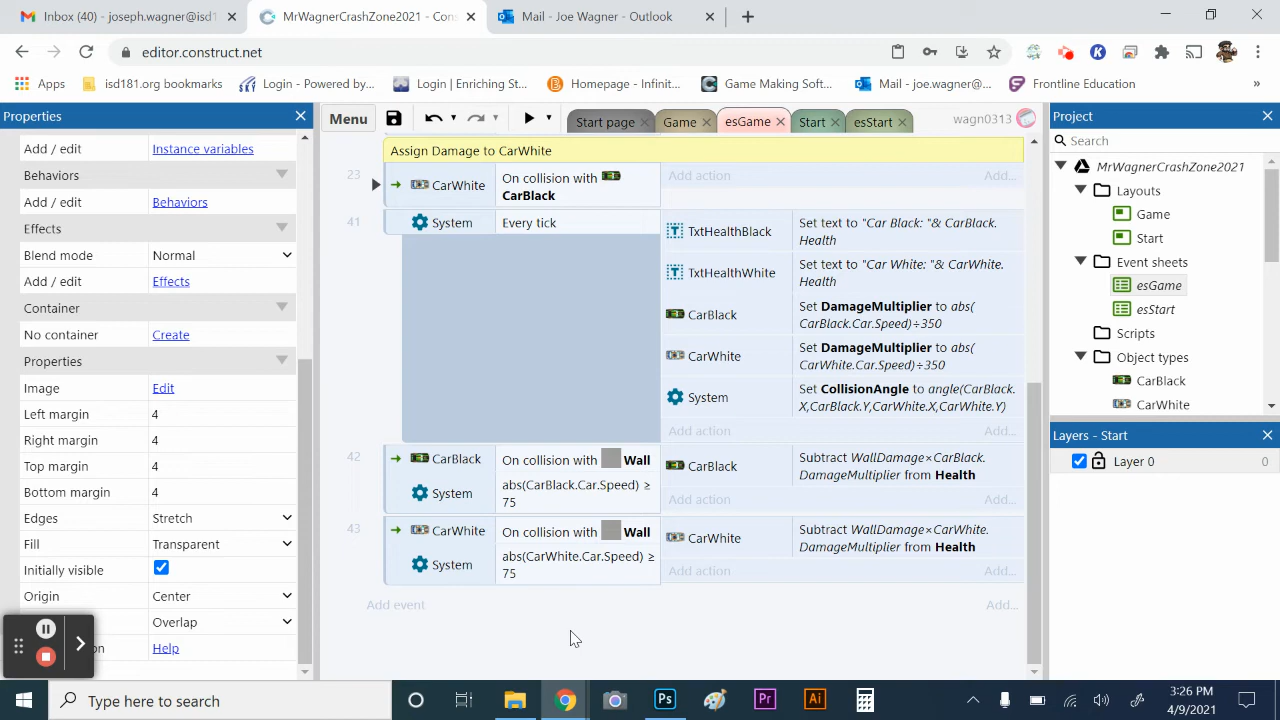 Inbox (40) - joseph.wagner@isd1
MrWagnerCrashZone2021 - Cons
Mail - Joe Wagner - Outlook
editor.construct.net
Apps
isd181.org bookmarks
Login - Powered by...
Login | Enriching St...
Homepage - Infinit...
Game Making Soft...
Mail - joe.wagner@...
Frontline Education
»
Properties
Menu
Start page
Game
esGame
Start
esStart
wagn0313
Project
Add / edit Instance variables
Behaviors
Add / edit Behaviors
Effects
Blend mode Normal
Add / edit Effects
Container
No container Create
Properties
Image Edit
Left margin 4
Right margin 4
Top margin 4
Bottom margin 4
Edges Stretch
Fill Transparent
Initially visible
Origin Center
Overlap
Help
Assign Damage to CarWhite
23 CarWhite On collision with CarBlack Add action Add...
41 System Every tick
TxtHealthBlack Set text to "Car Black: "& CarBlack.
Health
TxtHealthWhite Set text to "Car White: "& CarWhite.
Health
CarBlack Set DamageMultiplier to abs(
CarBlack.Car.Speed)÷350
CarWhite Set DamageMultiplier to abs(
CarWhite.Car.Speed)÷350
System Set CollisionAngle to angle(CarBlack.
X,CarBlack.Y,CarWhite.X,CarWhite.Y)
Add action Add...
42 CarBlack On collision with Wall
System abs(CarBlack.Car.Speed) ≥
75
CarBlack Subtract WallDamage×CarBlack.
DamageMultiplier from Health
Add action Add...
43 CarWhite On collision with Wall
System abs(CarWhite.Car.Speed) ≥
75
CarWhite Subtract WallDamage×CarWhite.
DamageMultiplier from Health
Add action Add...
Add event Add...
Search
MrWagnerCrashZone2021
Layouts
Game
Start
Event sheets
esGame
esStart
Scripts
Object types
CarBlack
CarWhite
Layers - Start
Layer 0 0
Type here to search
Ps
Pr
Ai
3:26 PM
4/9/2021